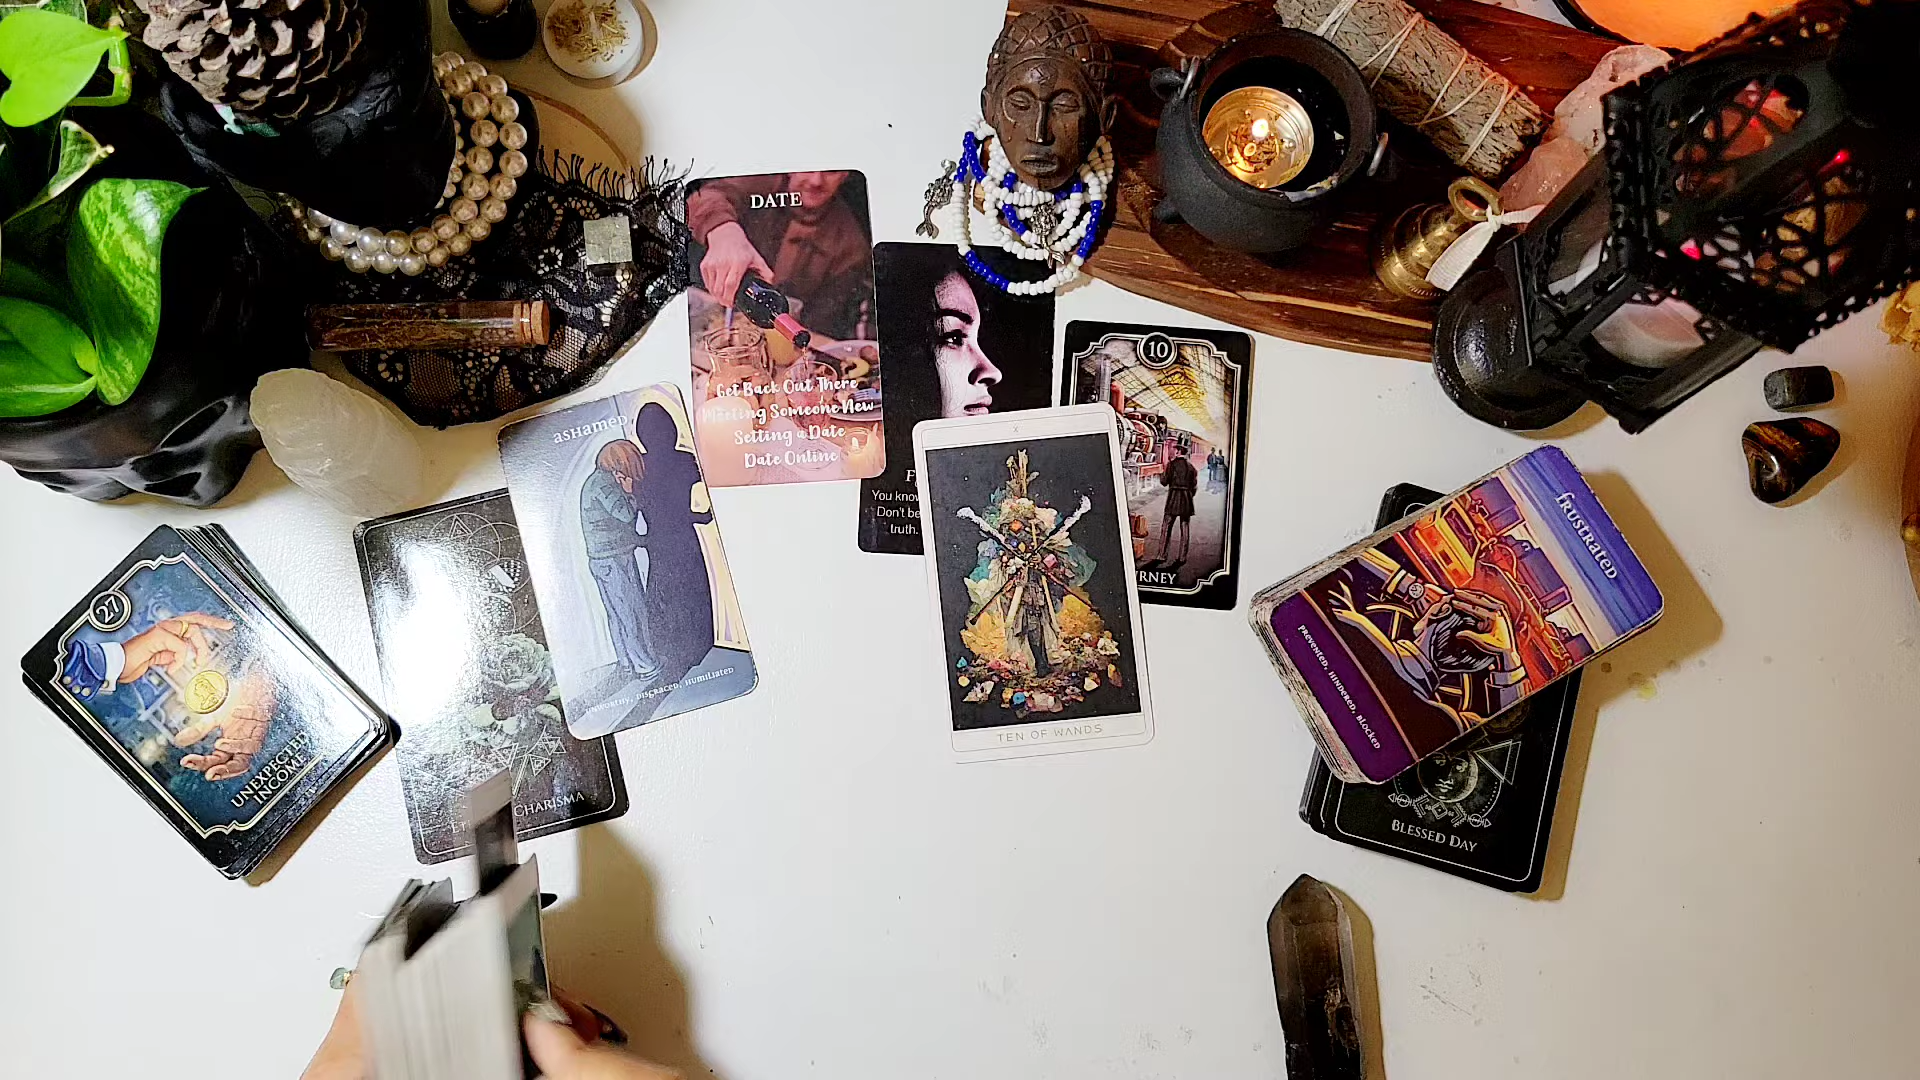 DATE
Get Back Out There
Meeting Someone New
Setting a Date
Date Online
ashamed
unworthy, disgraced, humiliated
You know
Don't be
truth.
10
RNEY
X
TEN OF WANDS
frustrated
prevented, hindered, blocked
BLESSED DAY
27
UNEXPECTED
INCOME
CHARISMA